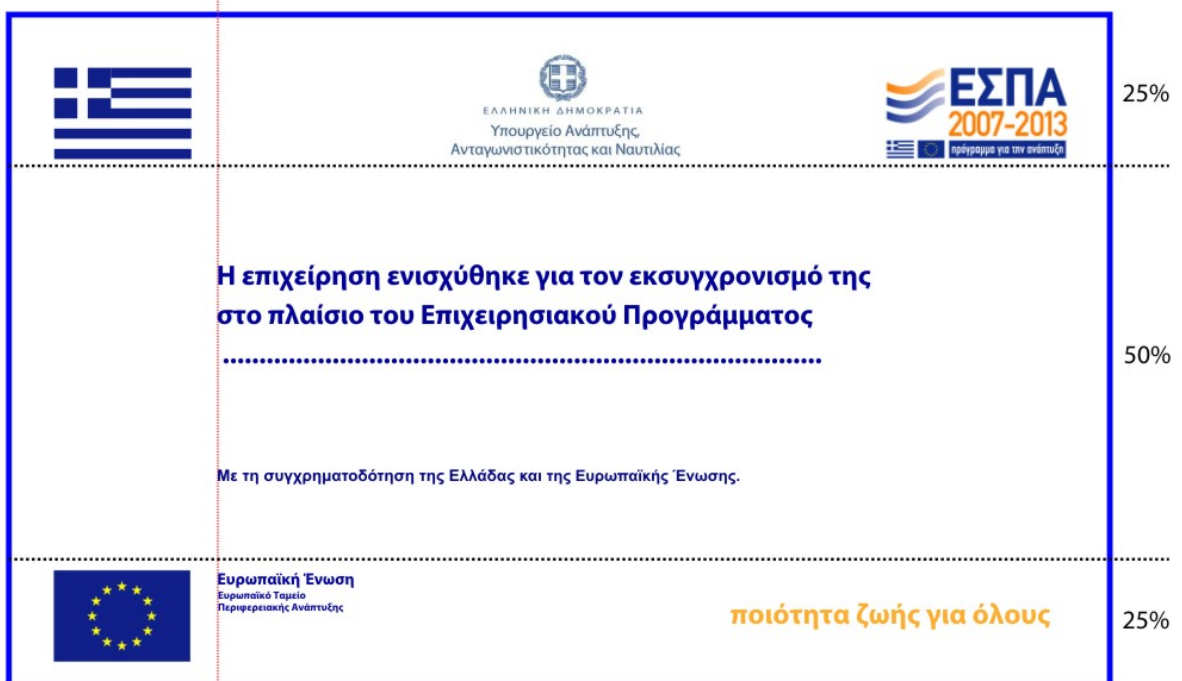 ΕΛΛΗΝΙΚΗ ΔΗΜΟΚΡΑΤΙΑ
Υπουργείο Ανάπτυξης,
Ανταγωνιστικότητας και Ναυτιλίας
ΕΣΠΑ
2007-2013
πρόγραμμα για την ανάπτυξη
25%
Η επιχείρηση ενισχύθηκε για τον εκσυγχρονισμό της
στο πλαίσιο του Επιχειρησιακού Προγράμματος
...................................................................................
50%
Με τη συγχρηματοδότηση της Ελλάδας και της Ευρωπαϊκής Ένωσης.
Ευρωπαϊκή Ένωση
Ευρωπαϊκό Ταμείο
Περιφερειακής Ανάπτυξης
ποιότητα ζωής για όλους
25%